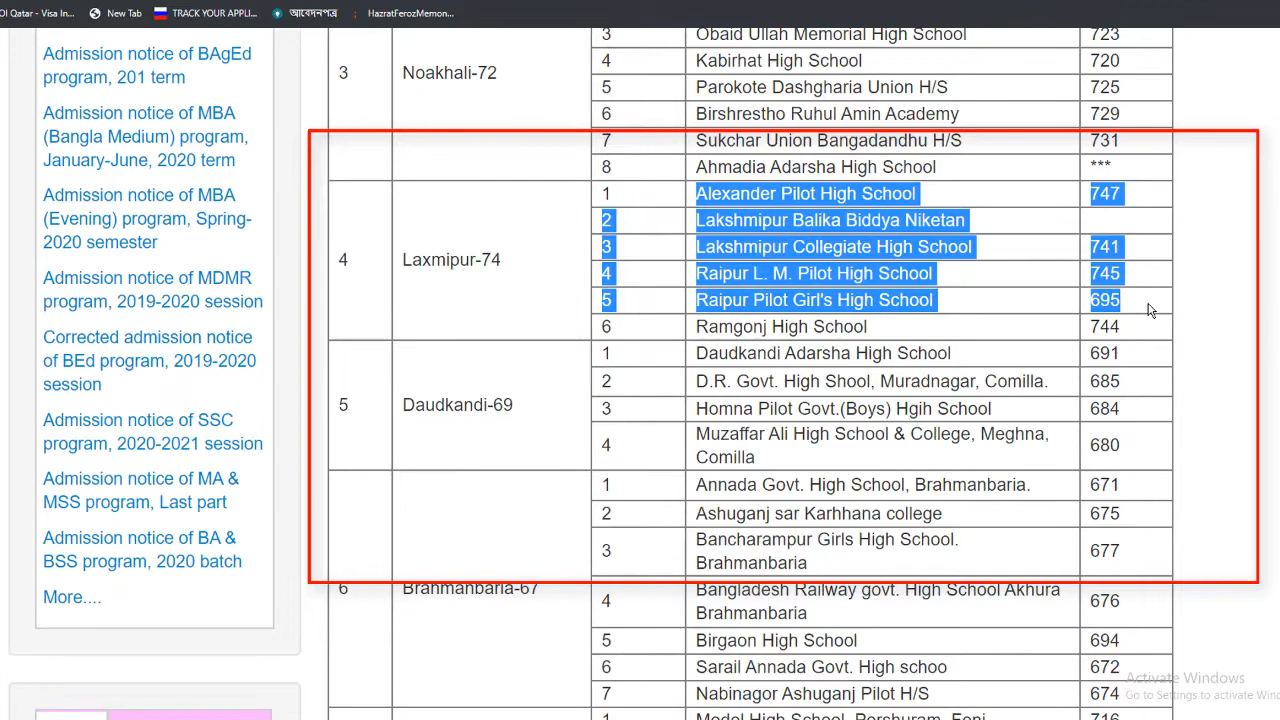 OI Qatar - Visa In... New Tab TRACK YOUR APPLI... আবেদনপত্র HazratFerozMemon...
Admission notice of BAgEd
program, 201 term
Admission notice of MBA
(Bangla Medium) program,
January-June, 2020 term
Admission notice of MBA
(Evening) program, Spring-
2020 semester
Admission notice of MDMR
program, 2019-2020 session
Corrected admission notice
of BEd program, 2019-2020
session
Admission notice of SSC
program, 2020-2021 session
Admission notice of MA &
MSS program, Last part
Admission notice of BA &
BSS program, 2020 batch
More....
3 Obaid Ullah Memorial High School 723
3 Noakhali-72
4 Kabirhat High School 720
5 Parokote Dashgharia Union H/S 725
6 Birshrestho Ruhul Amin Academy 729
7 Sukchar Union Bangadandhu H/S 731
8 Ahmadia Adarsha High School ***
4 Laxmipur-74
1 Alexander Pilot High School 747
2 Lakshmipur Balika Biddya Niketan
3 Lakshmipur Collegiate High School 741
4 Raipur L. M. Pilot High School 745
5 Raipur Pilot Girl's High School 695
6 Ramgonj High School 744
5 Daudkandi-69
1 Daudkandi Adarsha High School 691
2 D.R. Govt. High Shool, Muradnagar, Comilla. 685
3 Homna Pilot Govt.(Boys) Hgih School 684
4 Muzaffar Ali High School & College, Meghna,
Comilla 680
6 Brahmanbaria-67
1 Annada Govt. High School, Brahmanbaria. 671
2 Ashuganj sar Karhhana college 675
3 Bancharampur Girls High School.
Brahmanbaria 677
4 Bangladesh Railway govt. High School Akhura
Brahmanbaria 676
5 Birgaon High School 694
6 Sarail Annada Govt. High schoo 672
7 Nabinagor Ashuganj Pilot H/S 674
1 Model High School, Porshuram, Feni 716
Activate Windows
Go to Settings to activate Wind